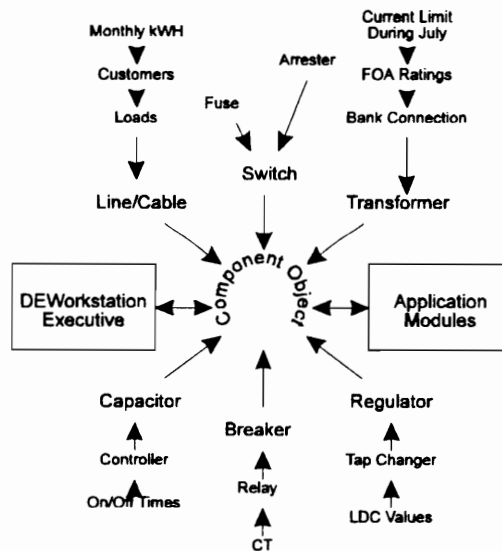 Monthly kWH
Current Limit
During July
Customers
Arrester
FOA Ratings
Loads
Fuse
Bank Connection
Switch
Line/Cable
Transformer
Component Object
DEWorkstation
Executive
Application
Modules
Capacitor
Breaker
Regulator
Controller
Relay
Tap Changer
On/Off Times
CT
LDC Values